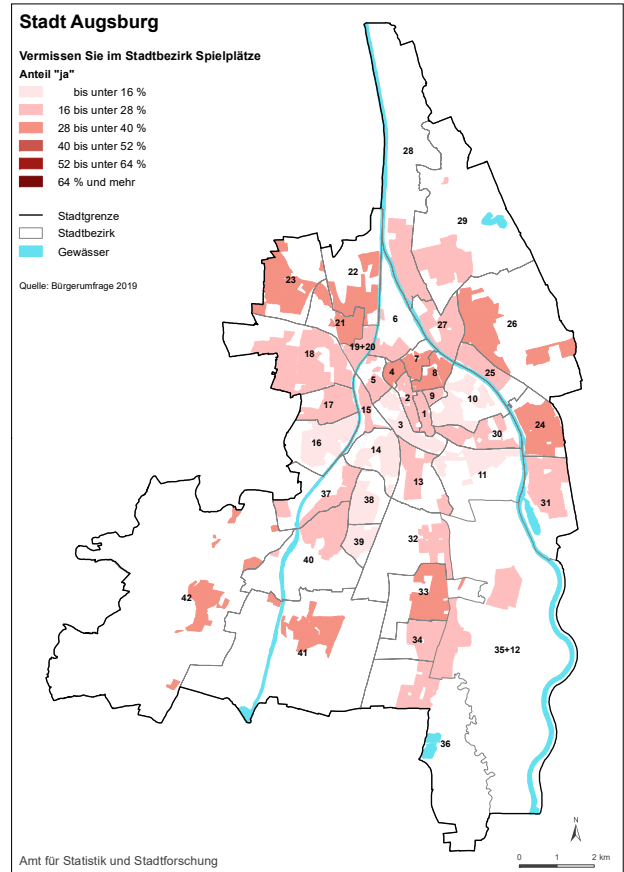 Stadt Augsburg
Vermissen Sie im Stadtbezirk Spielplätze
Anteil "ja"
bis unter 16 %
16 bis unter 28 %
28 bis unter 40 %
40 bis unter 52 %
52 bis unter 64 %
64 % und mehr
Stadtgrenze
Stadtbezirk
Gewässer
Quelle: Bürgerumfrage 2019
28
29
22
23
6
26
21
27
19+20
7
18
25
5
4
8
9
10
2
17
15
1
3
24
30
16
14
11
13
37
38
31
32
39
40
33
42
34
35+12
41
36
N
Amt für Statistik und Stadtforschung
0 1 2 km